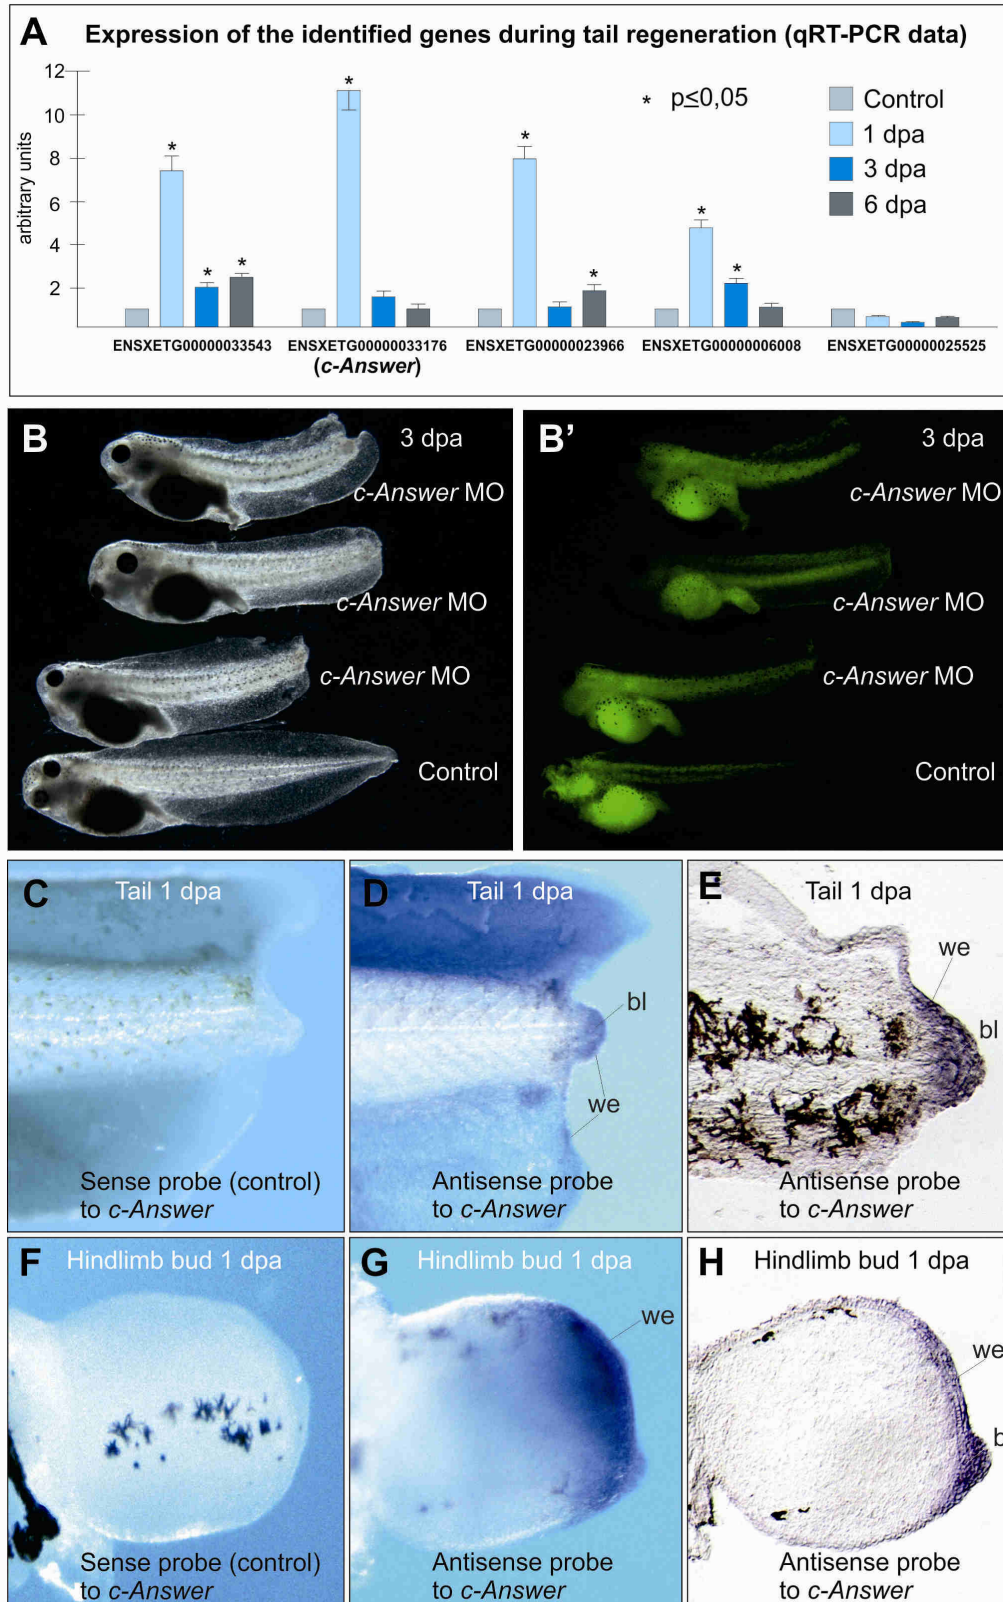 A Expression of the identified genes during tail regeneration (qRT-PCR data)
12
10
8
6
4
2
arbitrary units
* p≤0,05
Control
1 dpa
3 dpa
6 dpa
* * * *
*
* *
* *
ENSXETG00000033543 ENSXETG00000033176 ENSXETG00000023966 ENSXETG00000006008 ENSXETG00000025525
(c-Answer)
B 3 dpa
c-Answer MO
c-Answer MO
c-Answer MO
Control
B’ 3 dpa
c-Answer MO
c-Answer MO
c-Answer MO
Control
C Tail 1 dpa
Sense probe (control)
to c-Answer
D Tail 1 dpa
bl
we
Antisense probe
to c-Answer
E Tail 1 dpa
we
bl
Antisense probe
to c-Answer
F Hindlimb bud 1 dpa
Sense probe (control)
to c-Answer
G Hindlimb bud 1 dpa
we
Antisense probe
to c-Answer
H Hindlimb bud 1 dpa
we
Antisense probe
to c-Answer